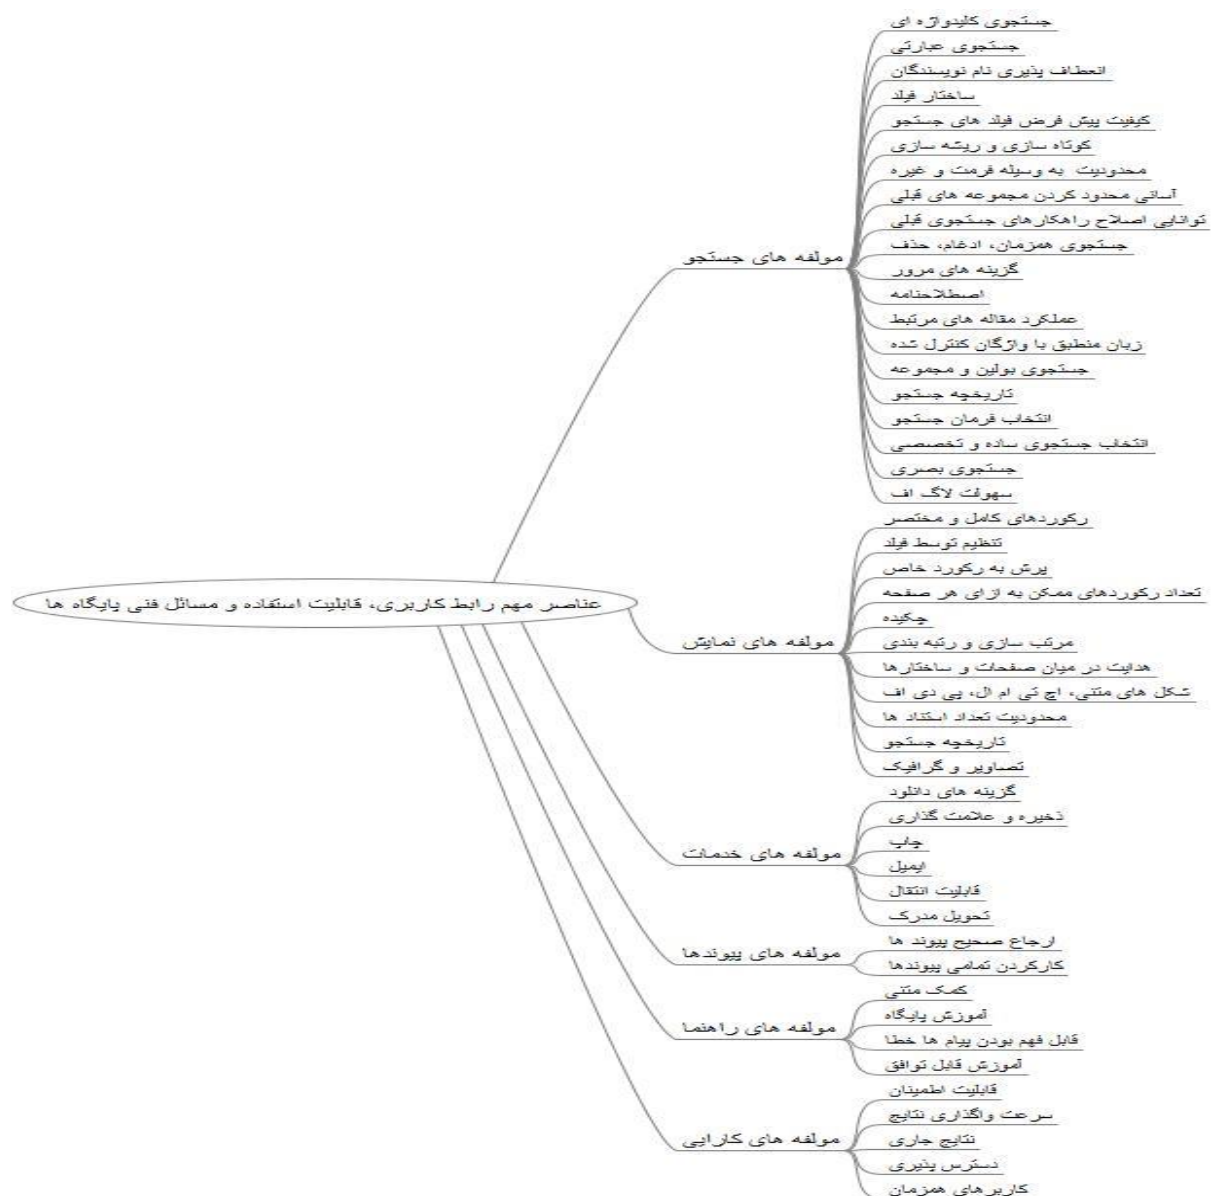 عناصر مهم رابط کاربری، قابلیت استفاده و مسائل فنی پایگاه ها
مولفه های جستجو
جستجوی کلیدواژه ای
جستجوی عبارتی
انعطاف پذیری نام نویسندگان
ساختار فیلد
کیفیت پیش فرض فیلد های جستجو
کوتاه سازی و ریشه سازی
محدودیت به وسیله فرمت و غیره
آسانی محدود کردن مجموعه های قبلی
توانایی اصلاح راهکارهای جستجوی قبلی
جستجوی همزمان، ادغام، حذف
گزینه های مرور
اصطلاحنامه
عملکرد مقاله های مرتبط
زبان منطبق با واژگان کنترل شده
جستجوی بولین و مجموعه
تاریخچه جستجو
انتخاب فرمان جستجو
انتخاب جستجوی ساده و تخصصی
جستجوی بصری
سهولت لاگ اف
مولفه های نمایش
رکوردهای کامل و مختصر
تنظیم توسط فیلد
پرش به رکورد خاص
تعداد رکوردهای ممکن به ازای هر صفحه
چکیده
مرتب سازی و رتبه بندی
هدایت در میان صفحات و ساختارها
شکل های متنی، اچ تی ام ال، پی دی اف
محدودیت تعداد استناد ها
تاریخچه جستجو
تصاویر و گرافیک
مولفه های خدمات
گزینه های دانلود
ذخیره و علامت گذاری
چاپ
ایمیل
قابلیت انتقال
تحویل مدرک
مولفه های پیوندها
ارجاع صحیح پیوند ها
کارکردن تمامی پیوندها
مولفه های راهنما
کمک متنی
آموزش پایگاه
قابل فهم بودن پیام ها خطا
آموزش قابل توافق
مولفه های کارایی
قابلیت اطمینان
سرعت واگذاری نتایج
نتایج جاری
دسترس پذیری
کاربرهای همزمان